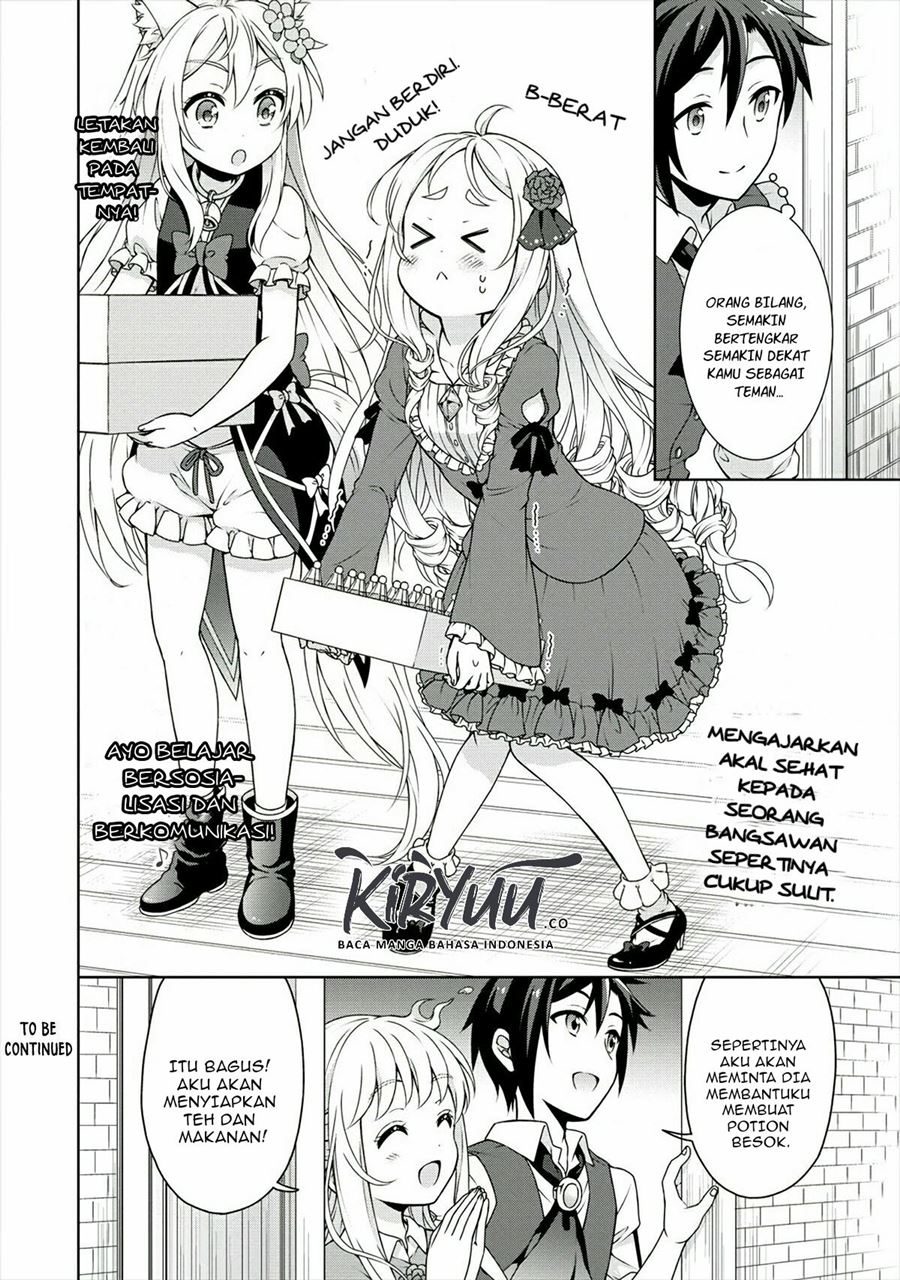 ORANG BILANG,
SEMAKIN
BERTENGKAR
SEMAKIN DEKAT
KAMU SEBAGAI
TEMAN...
B-BERAT
JANGAN BERDIRI.
DUDUK!
LETAKAN
KEMBALI
PADA
TEMPAT-
NYA!
MENGAJARKAN
AKAL SEHAT
KEPADA
SEORANG
BANGSAWAN
SEPERTINYA
CUKUP SULIT.
...
AYO BELAJAR
BERSOSIA-
LISASI DAN
BERKOMUNIKASI!
KIRYUU.CO
BACA MANGA BAHASA INDONESIA
SEPERTINYA
AKU AKAN
MEMINTA DIA
MEMBANTUKU
MEMBUAT
POTION
BESOK.
ITU BAGUS!
AKU AKAN
MENYIAPKAN
TEH DAN
MAKANAN!
TO BE
CONTINUED